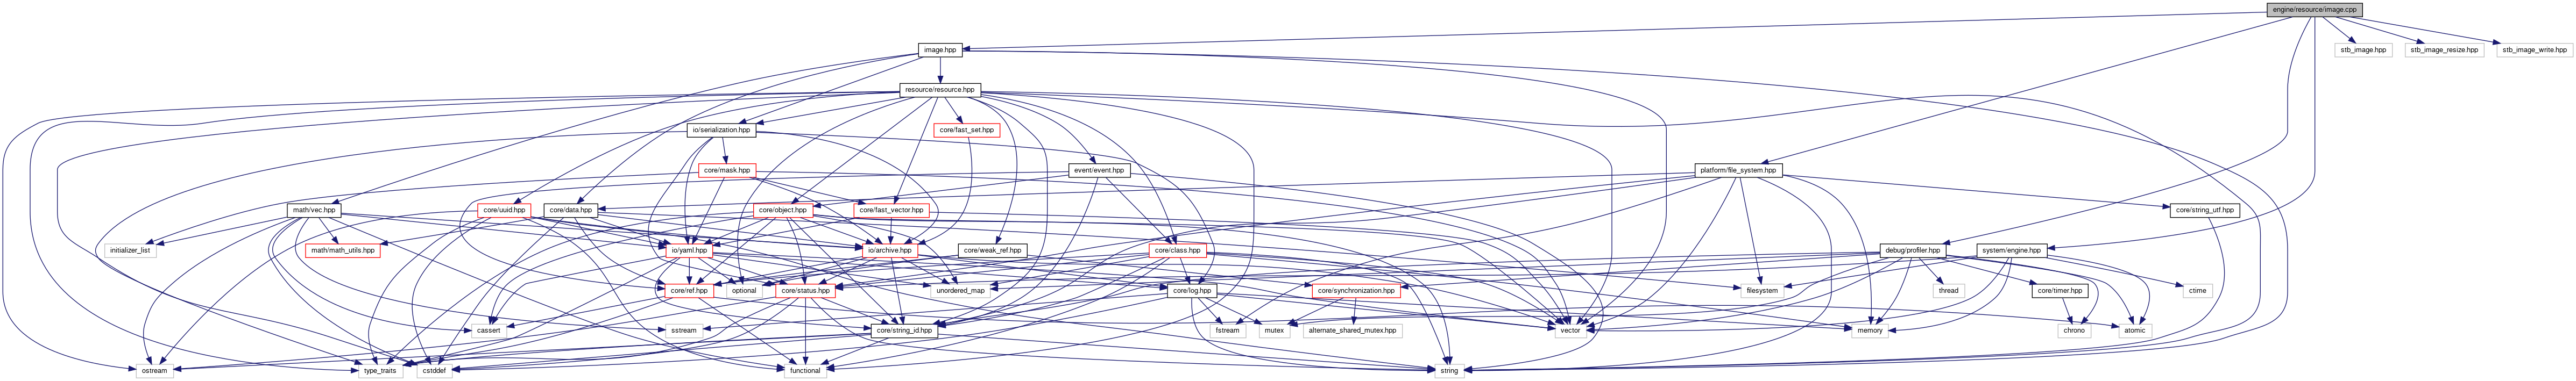 engine/resource/image.cpp
image.hpp
stb_image.hpp
stb_image_resize.hpp
stb_image_write.hpp
resource/resource.hpp
io/serialization.hpp
core/fast_set.hpp
core/mask.hpp
event/event.hpp
platform/file_system.hpp
math/vec.hpp
core/uuid.hpp
core/data.hpp
core/object.hpp
core/fast_vector.hpp
core/string_utf.hpp
initializer_list
math/math_utils.hpp
io/yaml.hpp
io/archive.hpp
core/weak_ref.hpp
core/class.hpp
debug/profiler.hpp
system/engine.hpp
core/ref.hpp
optional
core/status.hpp
unordered_map
core/log.hpp
core/synchronization.hpp
filesystem
thread
core/timer.hpp
ctime
cassert
sstream
core/string_id.hpp
fstream
mutex
alternate_shared_mutex.hpp
vector
memory
chrono
atomic
ostream
type_traits
cstddef
functional
string